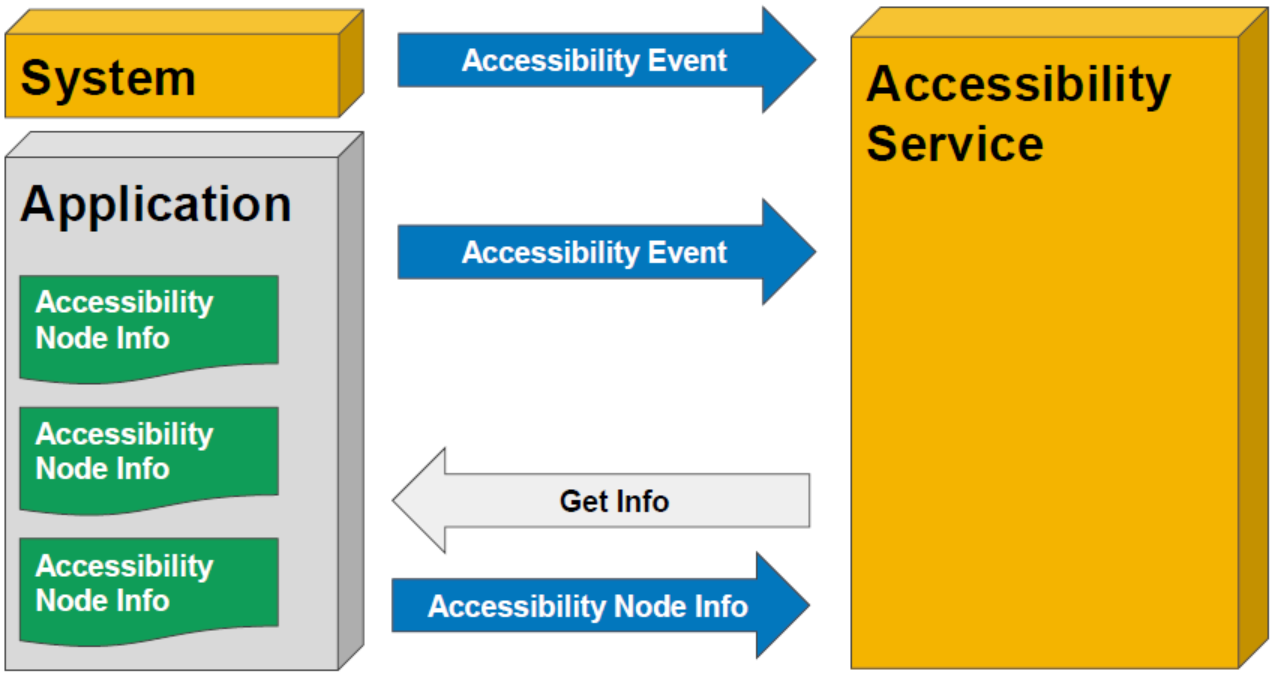 System
Accessibility Event
Accessibility
Service
Application
Accessibility Event
Accessibility
Node Info
Accessibility
Node Info
Get Info
Accessibility
Node Info
Accessibility Node Info